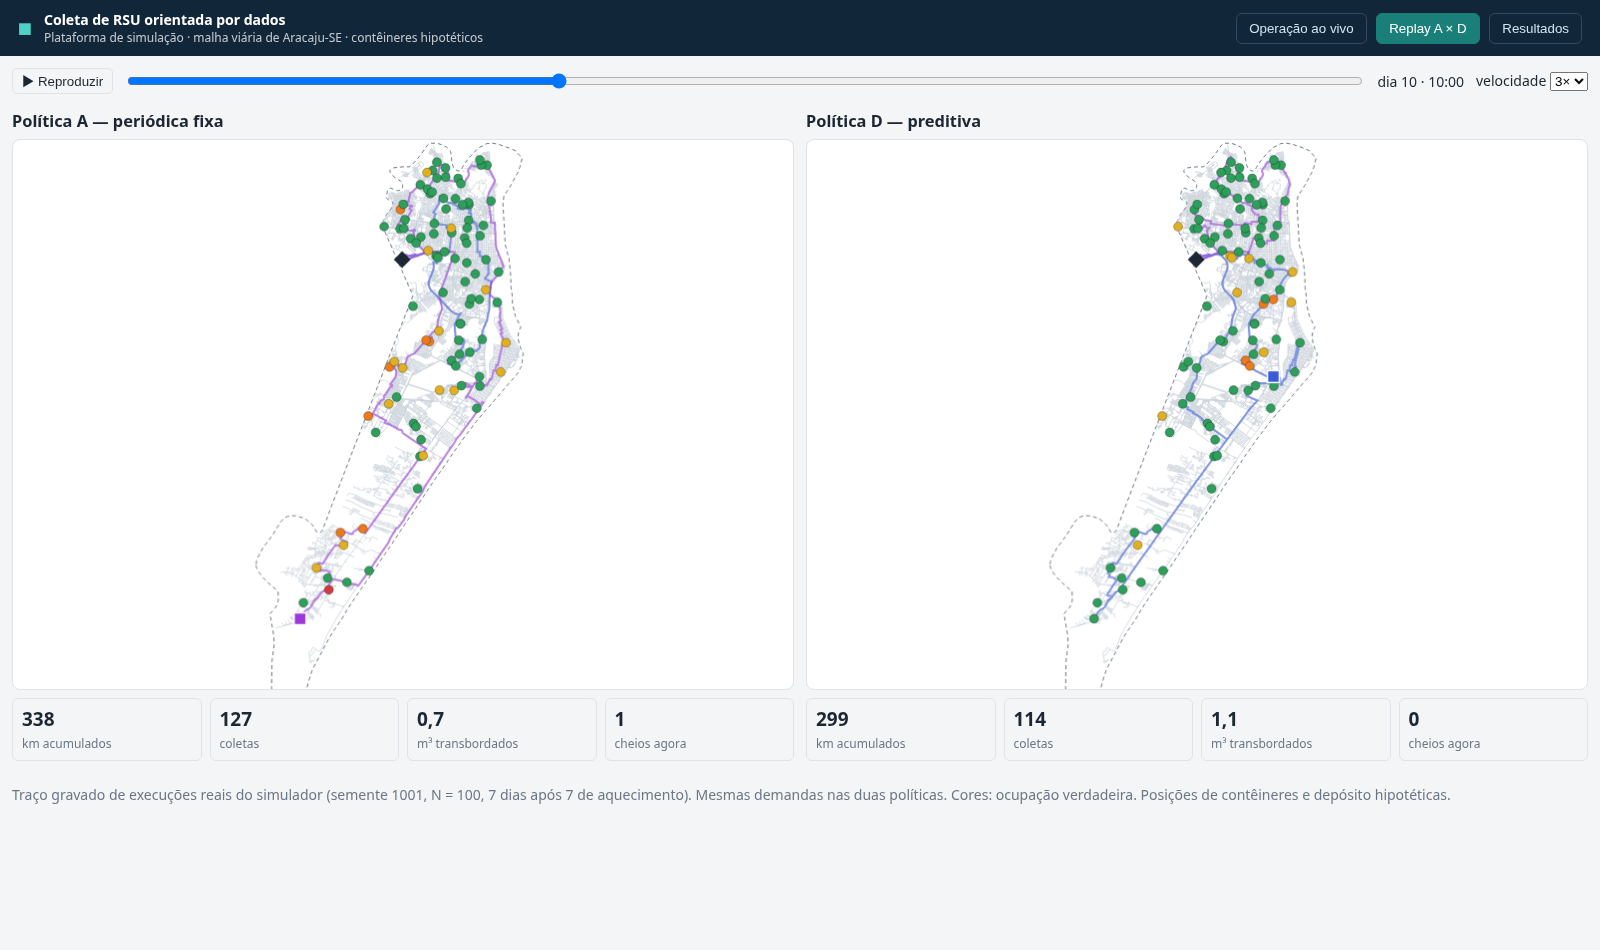 Coleta de RSU orientada por dados
Plataforma de simulação · malha viária de Aracaju-SE · contêineres hipotéticos
Operação ao vivo
Replay A × D
Resultados
▶ Reproduzir
dia 10 · 10:00
velocidade 3×
Política A — periódica fixa
Política D — preditiva
338
km acumulados
127
coletas
0,7
m³ transbordados
1
cheios agora
299
km acumulados
114
coletas
1,1
m³ transbordados
0
cheios agora
Traço gravado de execuções reais do simulador (semente 1001, N = 100, 7 dias após 7 de aquecimento). Mesmas demandas nas duas políticas. Cores: ocupação verdadeira. Posições de contêineres e depósito hipotéticas.